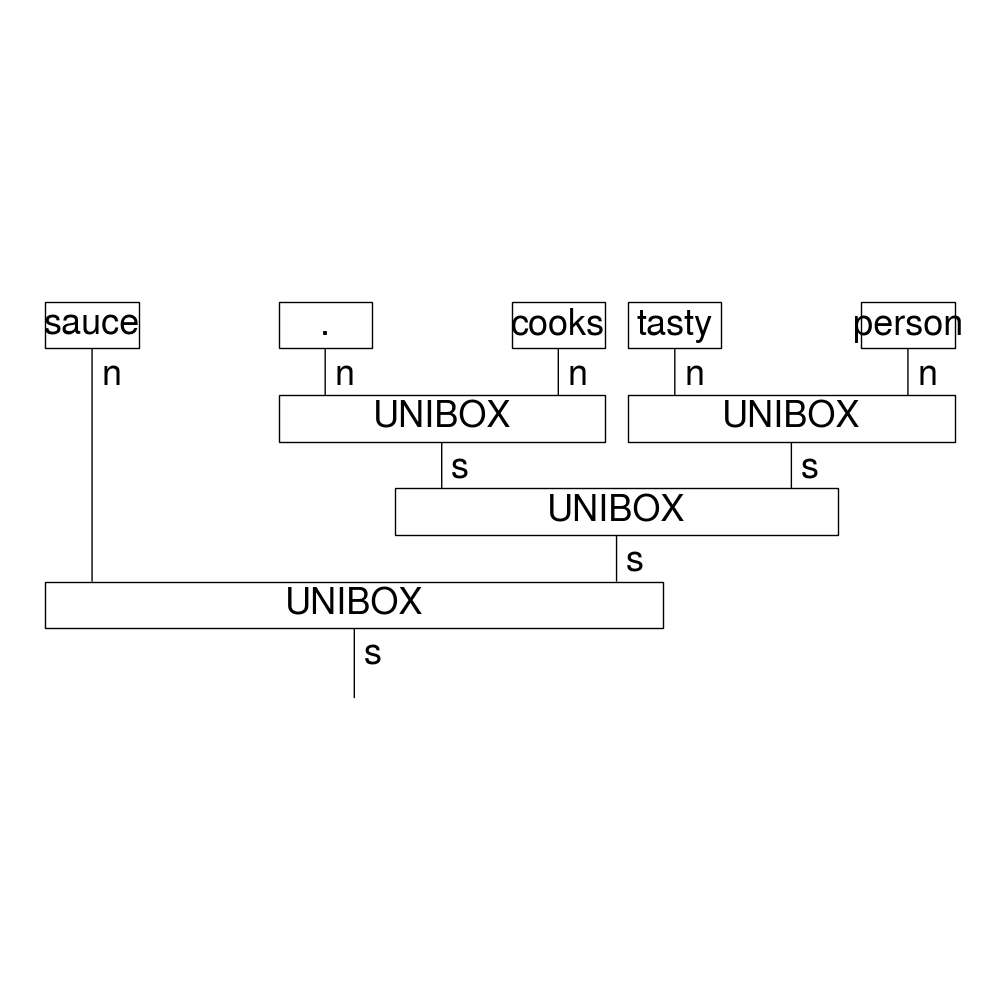 sauce . cooks tasty person
n n n n n
UNIBOX UNIBOX
s s
UNIBOX
s
UNIBOX
s